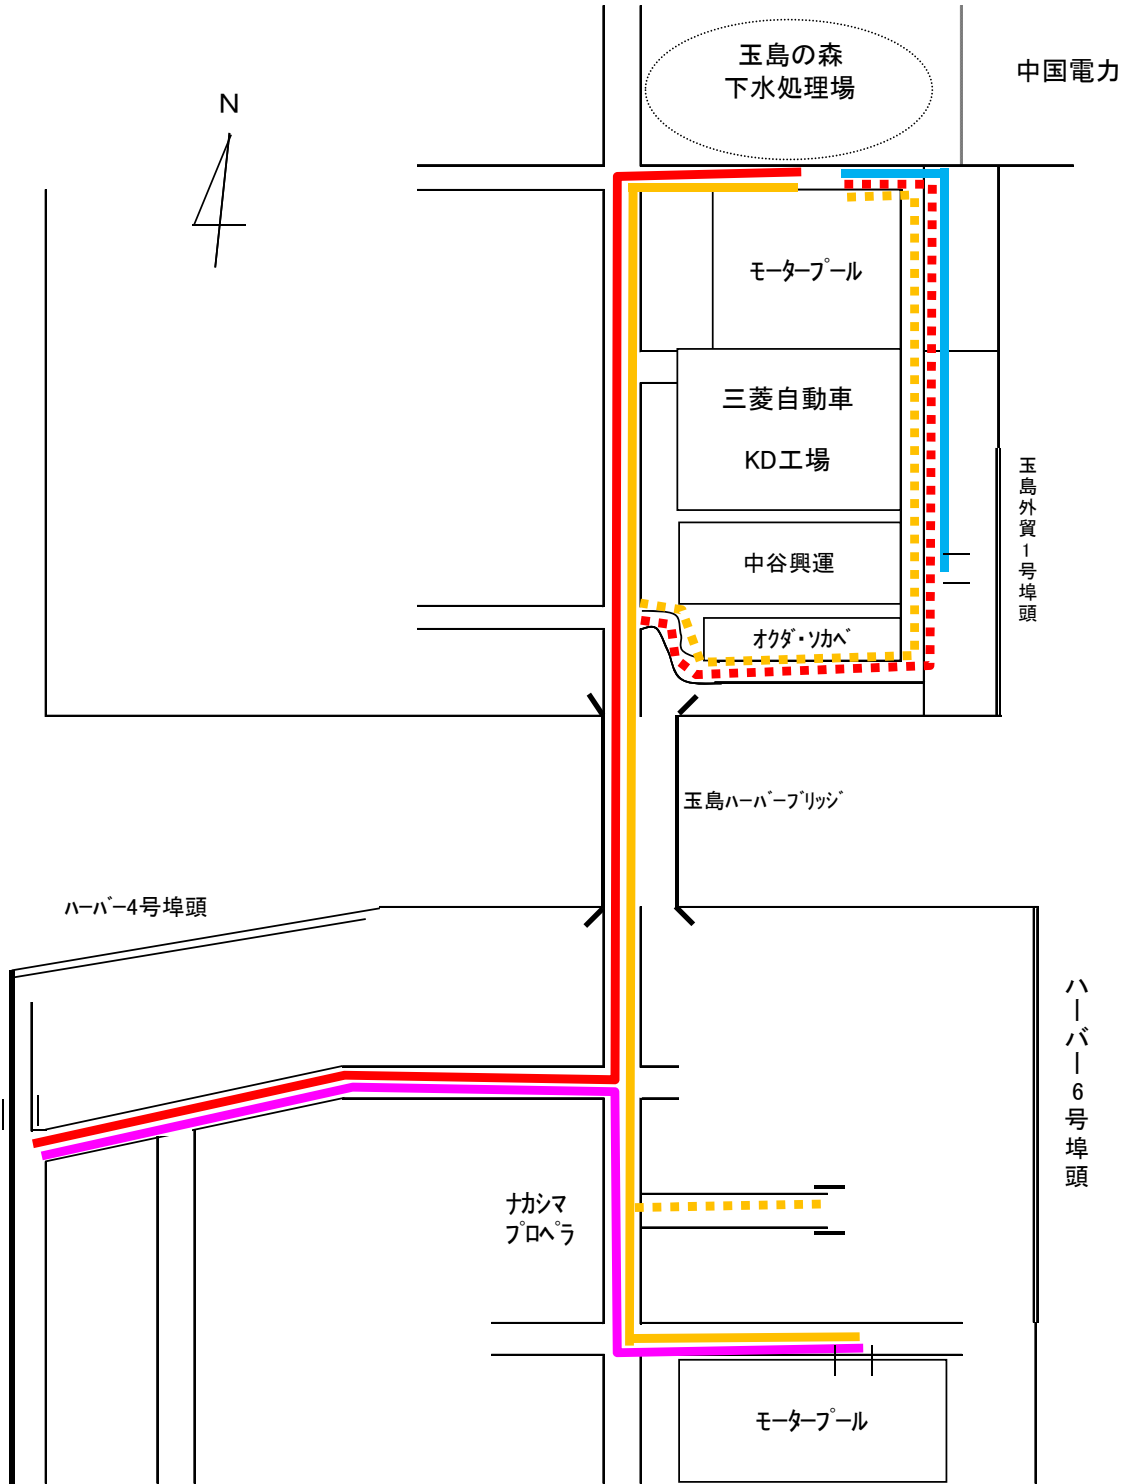 玉島の森
下水処理場
中国電力
N
モータープール
三菱自動車
KD工場
玉島外貿1号埠頭
中谷興運
オクダ・ソカベ
玉島ハーバーブリッジ
ハーバー4号埠頭
ハーバー6号埠頭
ナカシマ
プロペラ
モータープール